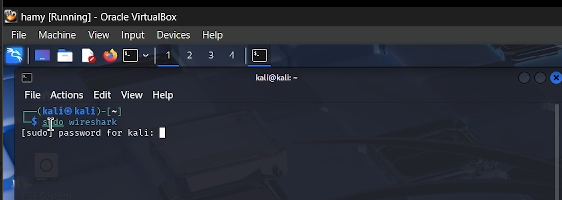 hamy [Running] - Oracle VirtualBox
File Machine View Input Devices Help
1 2 3 4
kali@kali: ~
File Actions Edit View Help
(kali㉿kali)-[~]
$ sudo wireshark
[sudo] password for kali: